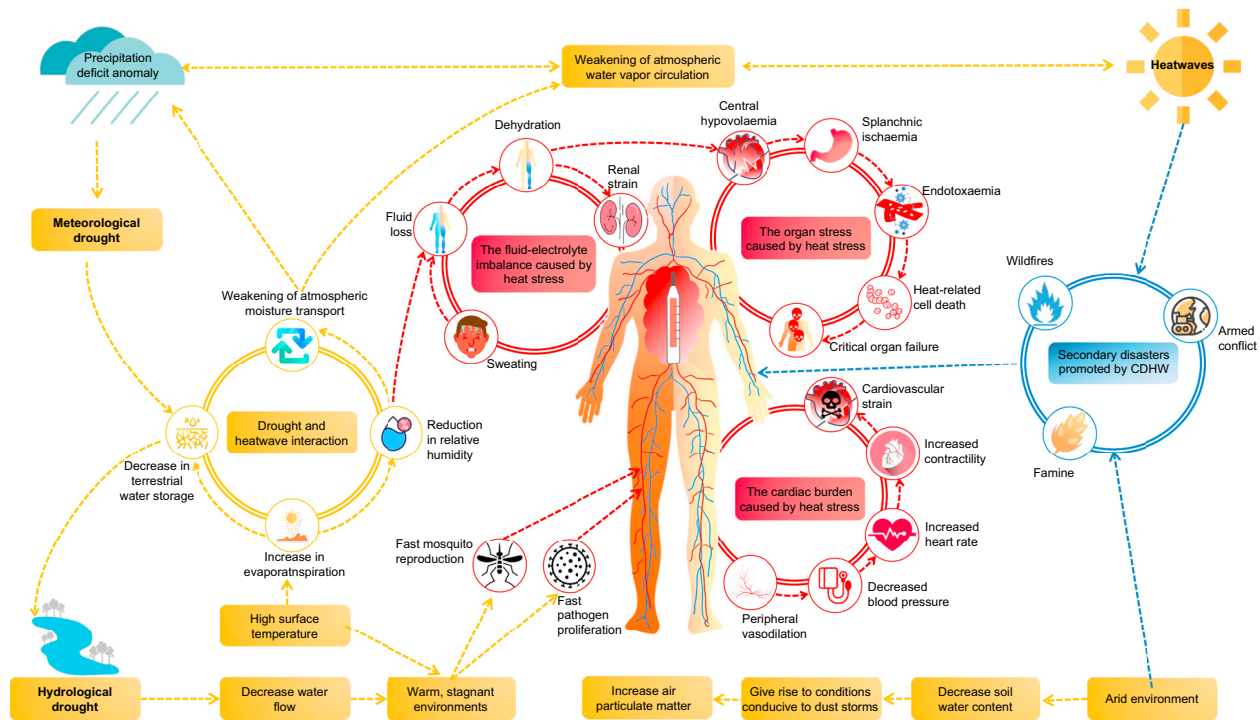 Precipitation
deficit anomaly
Weakening of atmospheric
water vapor circulation
Heatwaves
Meteorological
drought
Dehydration
Renal
strain
Fluid
loss
The fluid-electrolyte
imbalance caused by
heat stress
Sweating
Central
hypovolaemia
Splanchnic
ischaemia
Endotoxaemia
The organ stress
caused by heat stress
Heat-related
cell death
Critical organ failure
Wildfires
Armed
conflict
Secondary disasters
promoted by CDHW
Famine
Weakening of atmospheric
moisture transport
Drought and
heatwave interaction
Reduction
in relative
humidity
Decrease in
terrestrial
water storage
Increase in
evaporatnspiration
Cardiovascular
strain
Increased
contractility
The cardiac burden
caused by heat stress
Increased
heart rate
Decreased
blood pressure
Peripheral
vasodilation
Fast mosquito
reproduction
Fast
pathogen
proliferation
High surface
temperature
Hydrological
drought
Decrease water
flow
Warm, stagnant
environments
Increase air
particulate matter
Give rise to conditions
conducive to dust storms
Decrease soil
water content
Arid environment